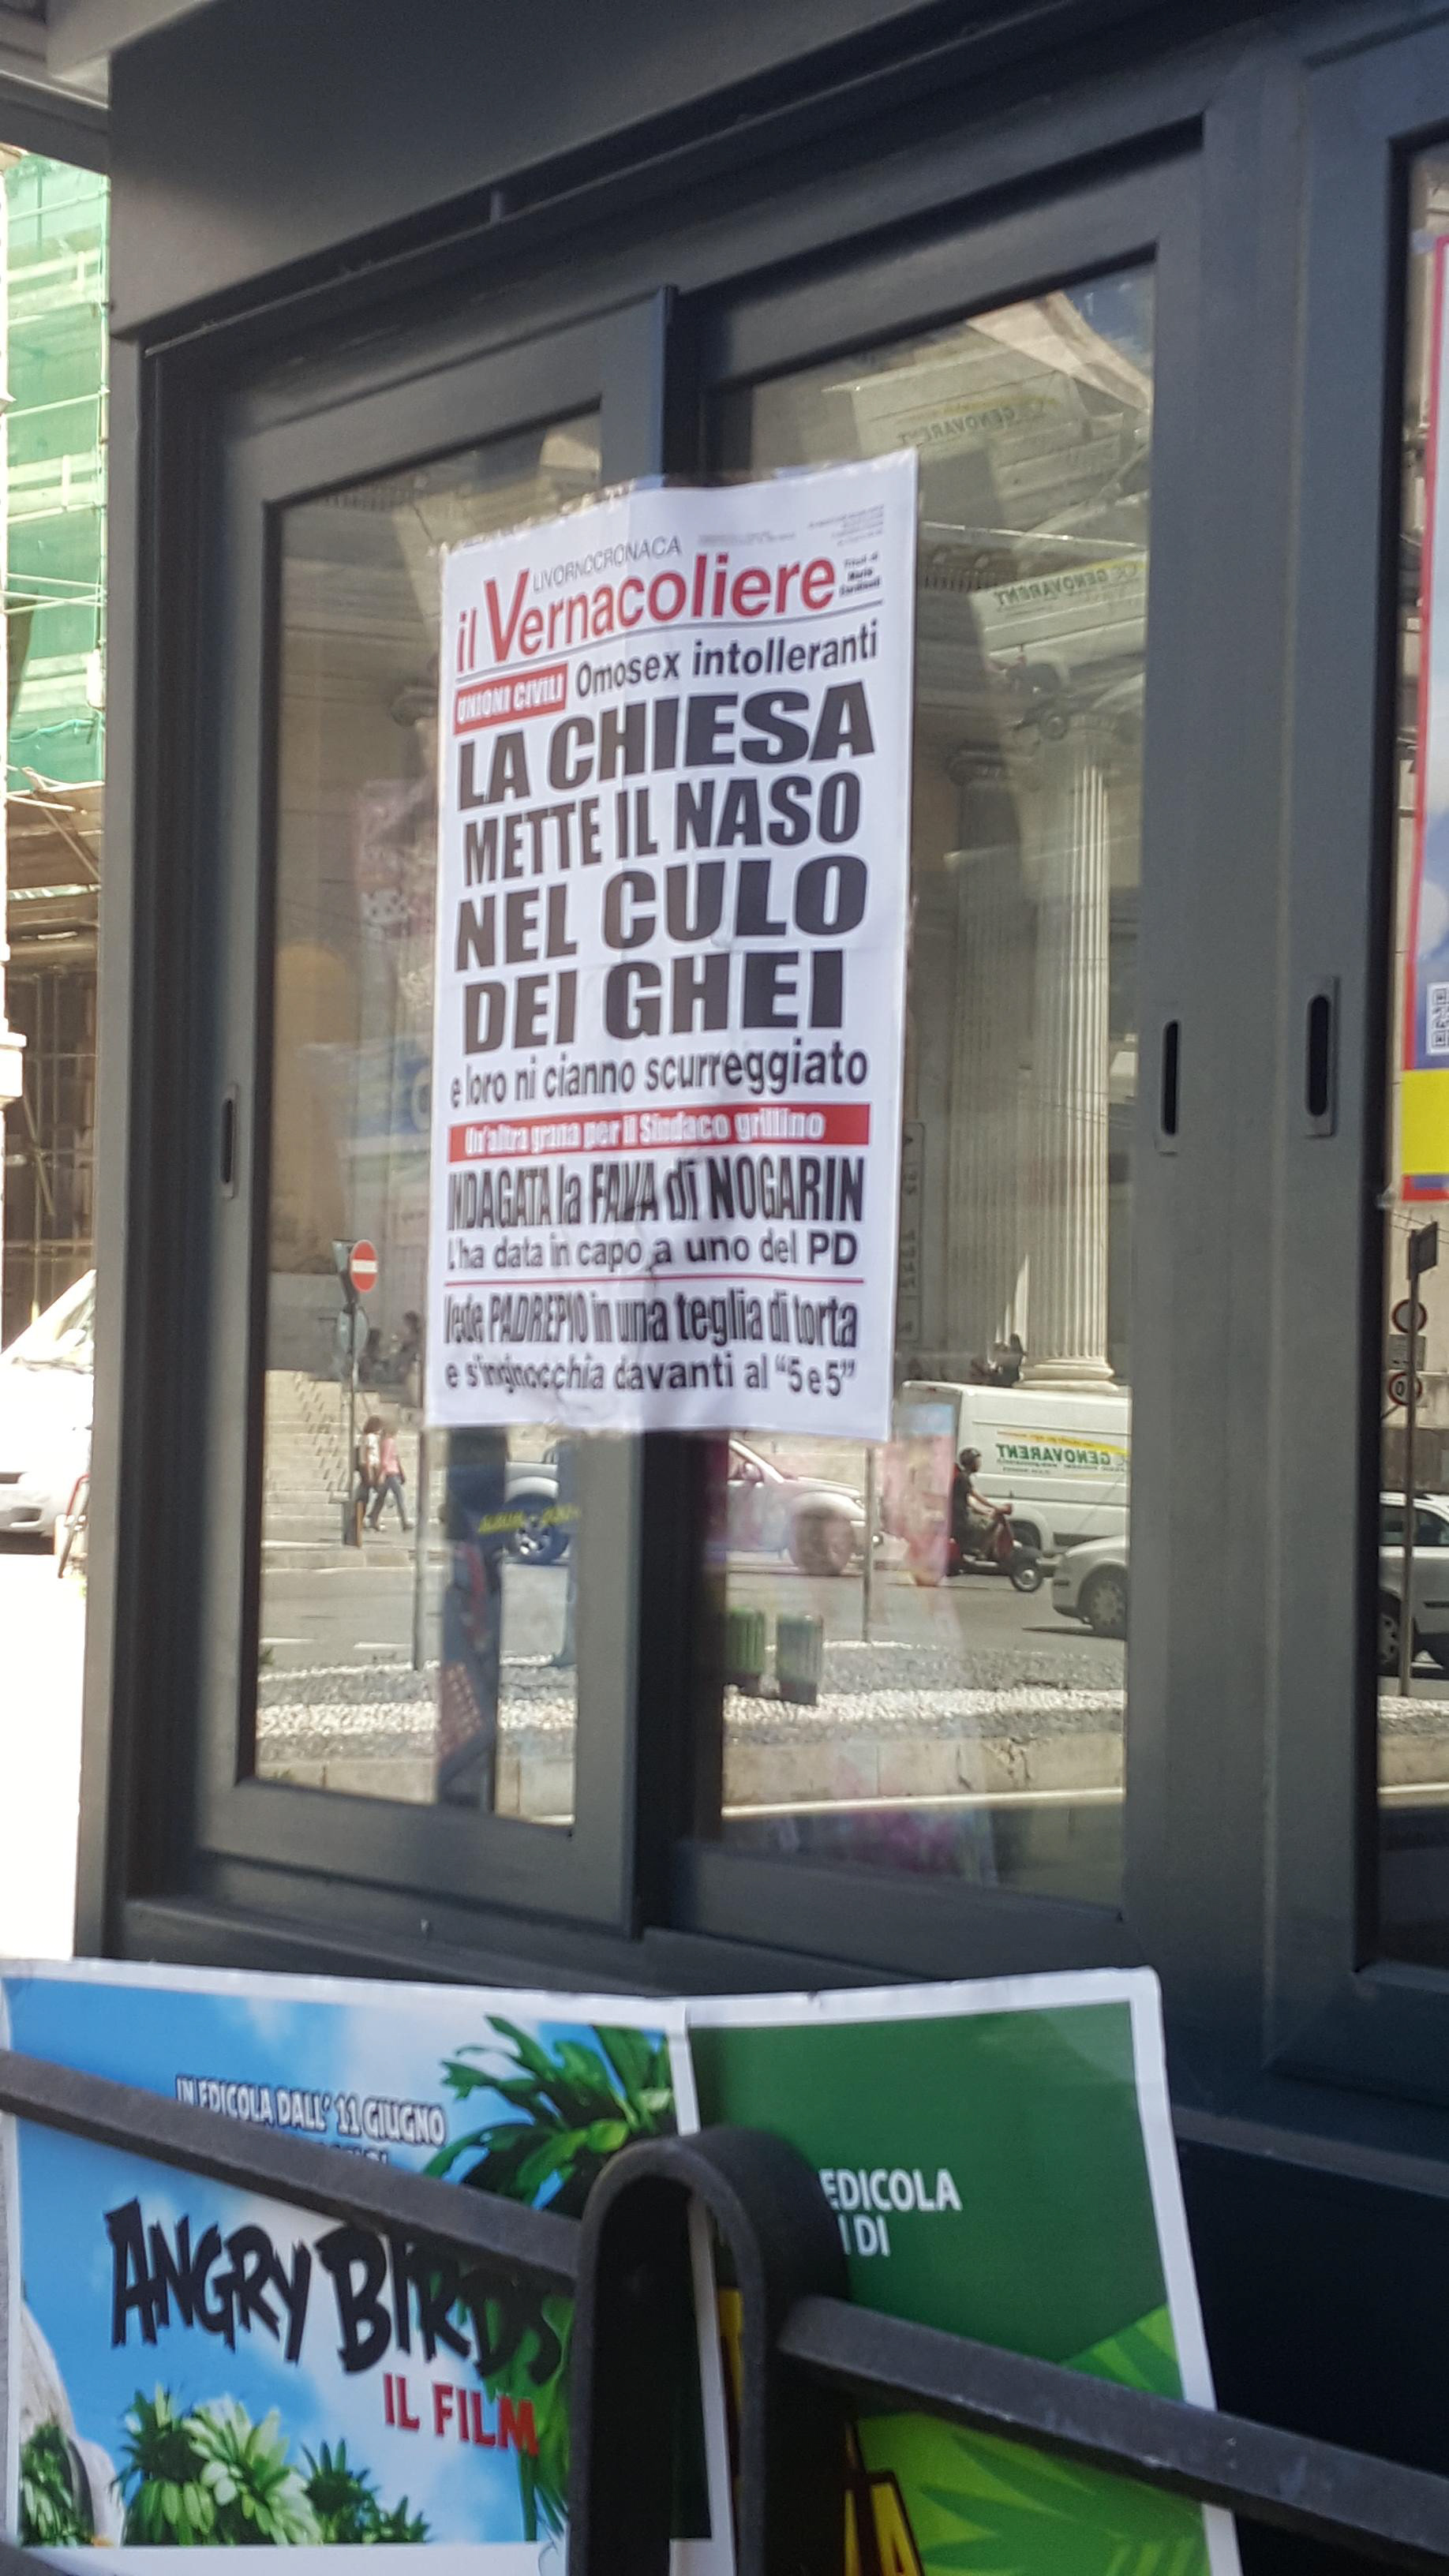 LIVORNOCRONACA
il Vernacoliere
UNIONI CIVILI Omosex intolleranti
LA CHIESA
METTE IL NASO
NEL CULO
DEI GHEI
e loro ni cianno scurreggiato
Un'altra grana per il Sindaco grillino
INDAGATA la FAVA di NOGARIN
L'ha data in capo a uno del PD
Vede PADREPIO in una teglia di torta
e s'inginocchia davanti al "5 e 5"
GENOVARENT
GENOVARENT
GENOVARENT
IN EDICOLA DALL' 11 GIUGNO
ANGRY BIRDS
IL FILM
EDICOLA
I DI